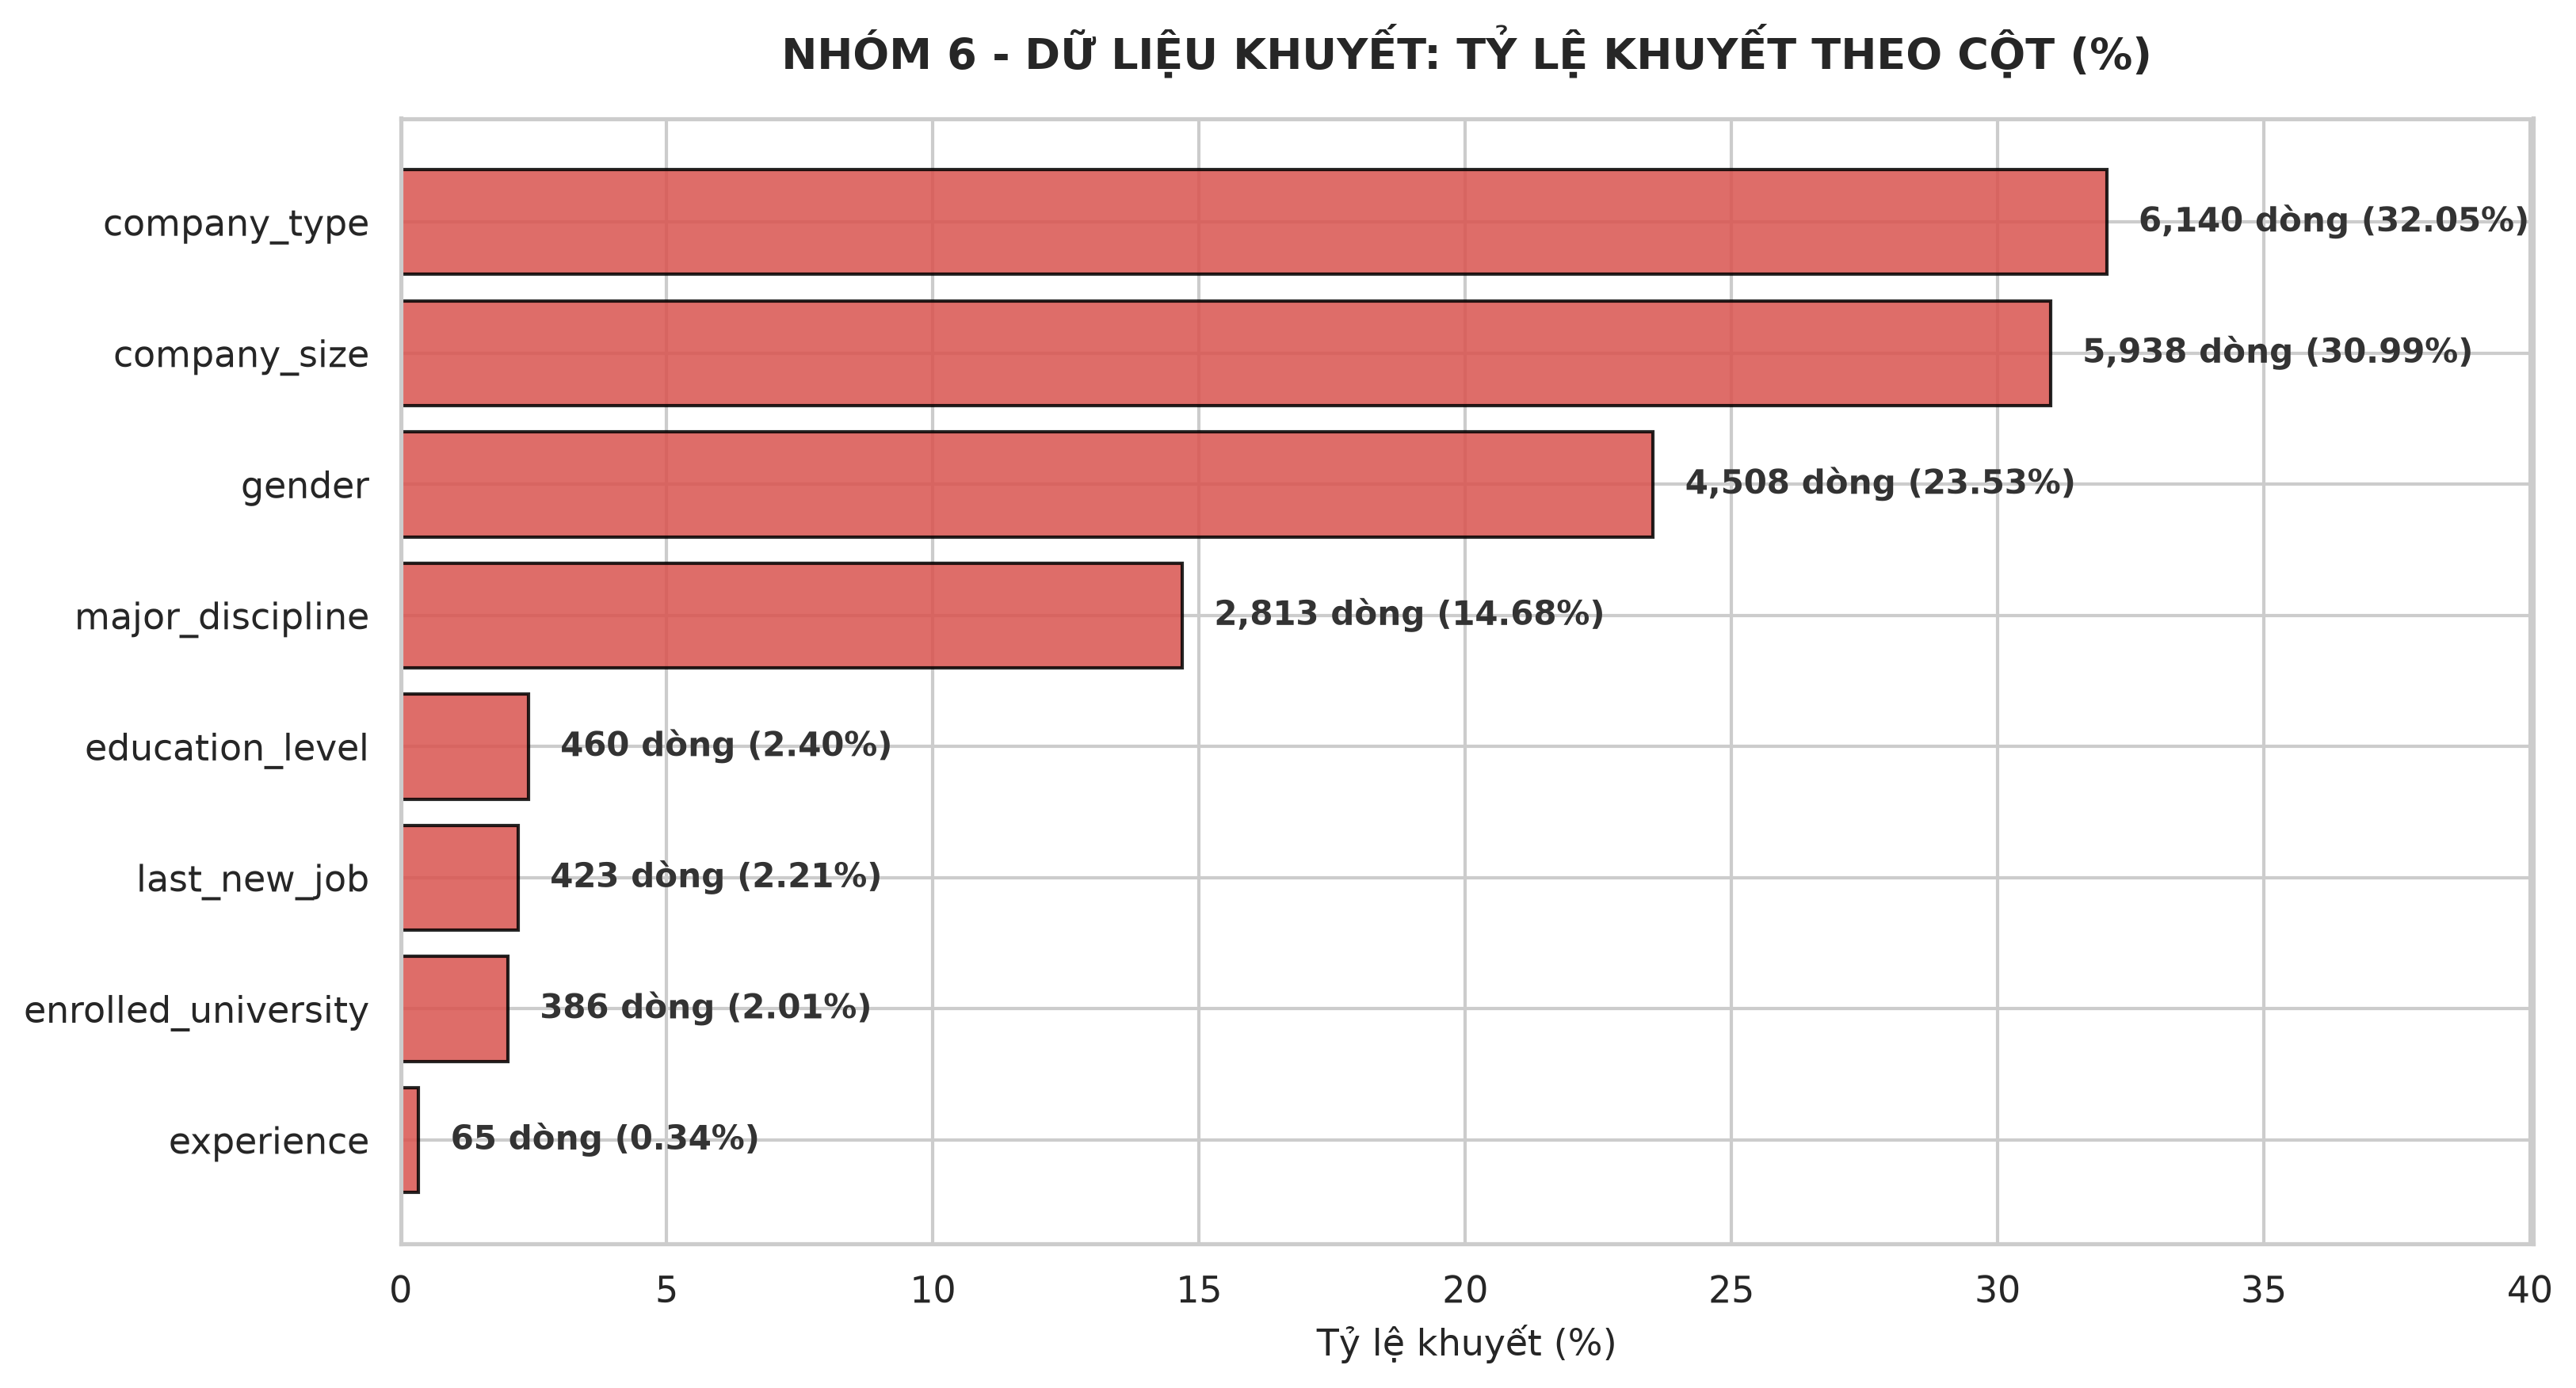 NHÓM 6 - DỮ LIỆU KHUYẾT: TỶ LỆ KHUYẾT THEO CỘT (%)
company_type 6,140 dòng (32.05%)
company_size 5,938 dòng (30.99%)
gender 4,508 dòng (23.53%)
major_discipline 2,813 dòng (14.68%)
education_level 460 dòng (2.40%)
last_new_job 423 dòng (2.21%)
enrolled_university 386 dòng (2.01%)
experience 65 dòng (0.34%)
0 5 10 15 20 25 30 35 40
Tỷ lệ khuyết (%)